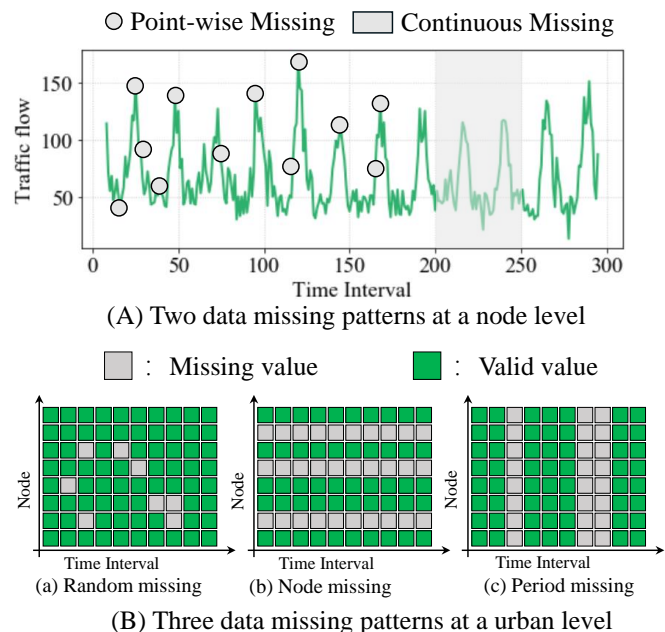 Point-wise Missing Continuous Missing
150
100
50
Traffic flow
0 50 100 150 200 250 300
Time Interval
(A) Two data missing patterns at a node level
: Missing value : Valid value
Node Node Node
Time Interval Time Interval Time Interval
(a) Random missing (b) Node missing (c) Period missing
(B) Three data missing patterns at a urban level